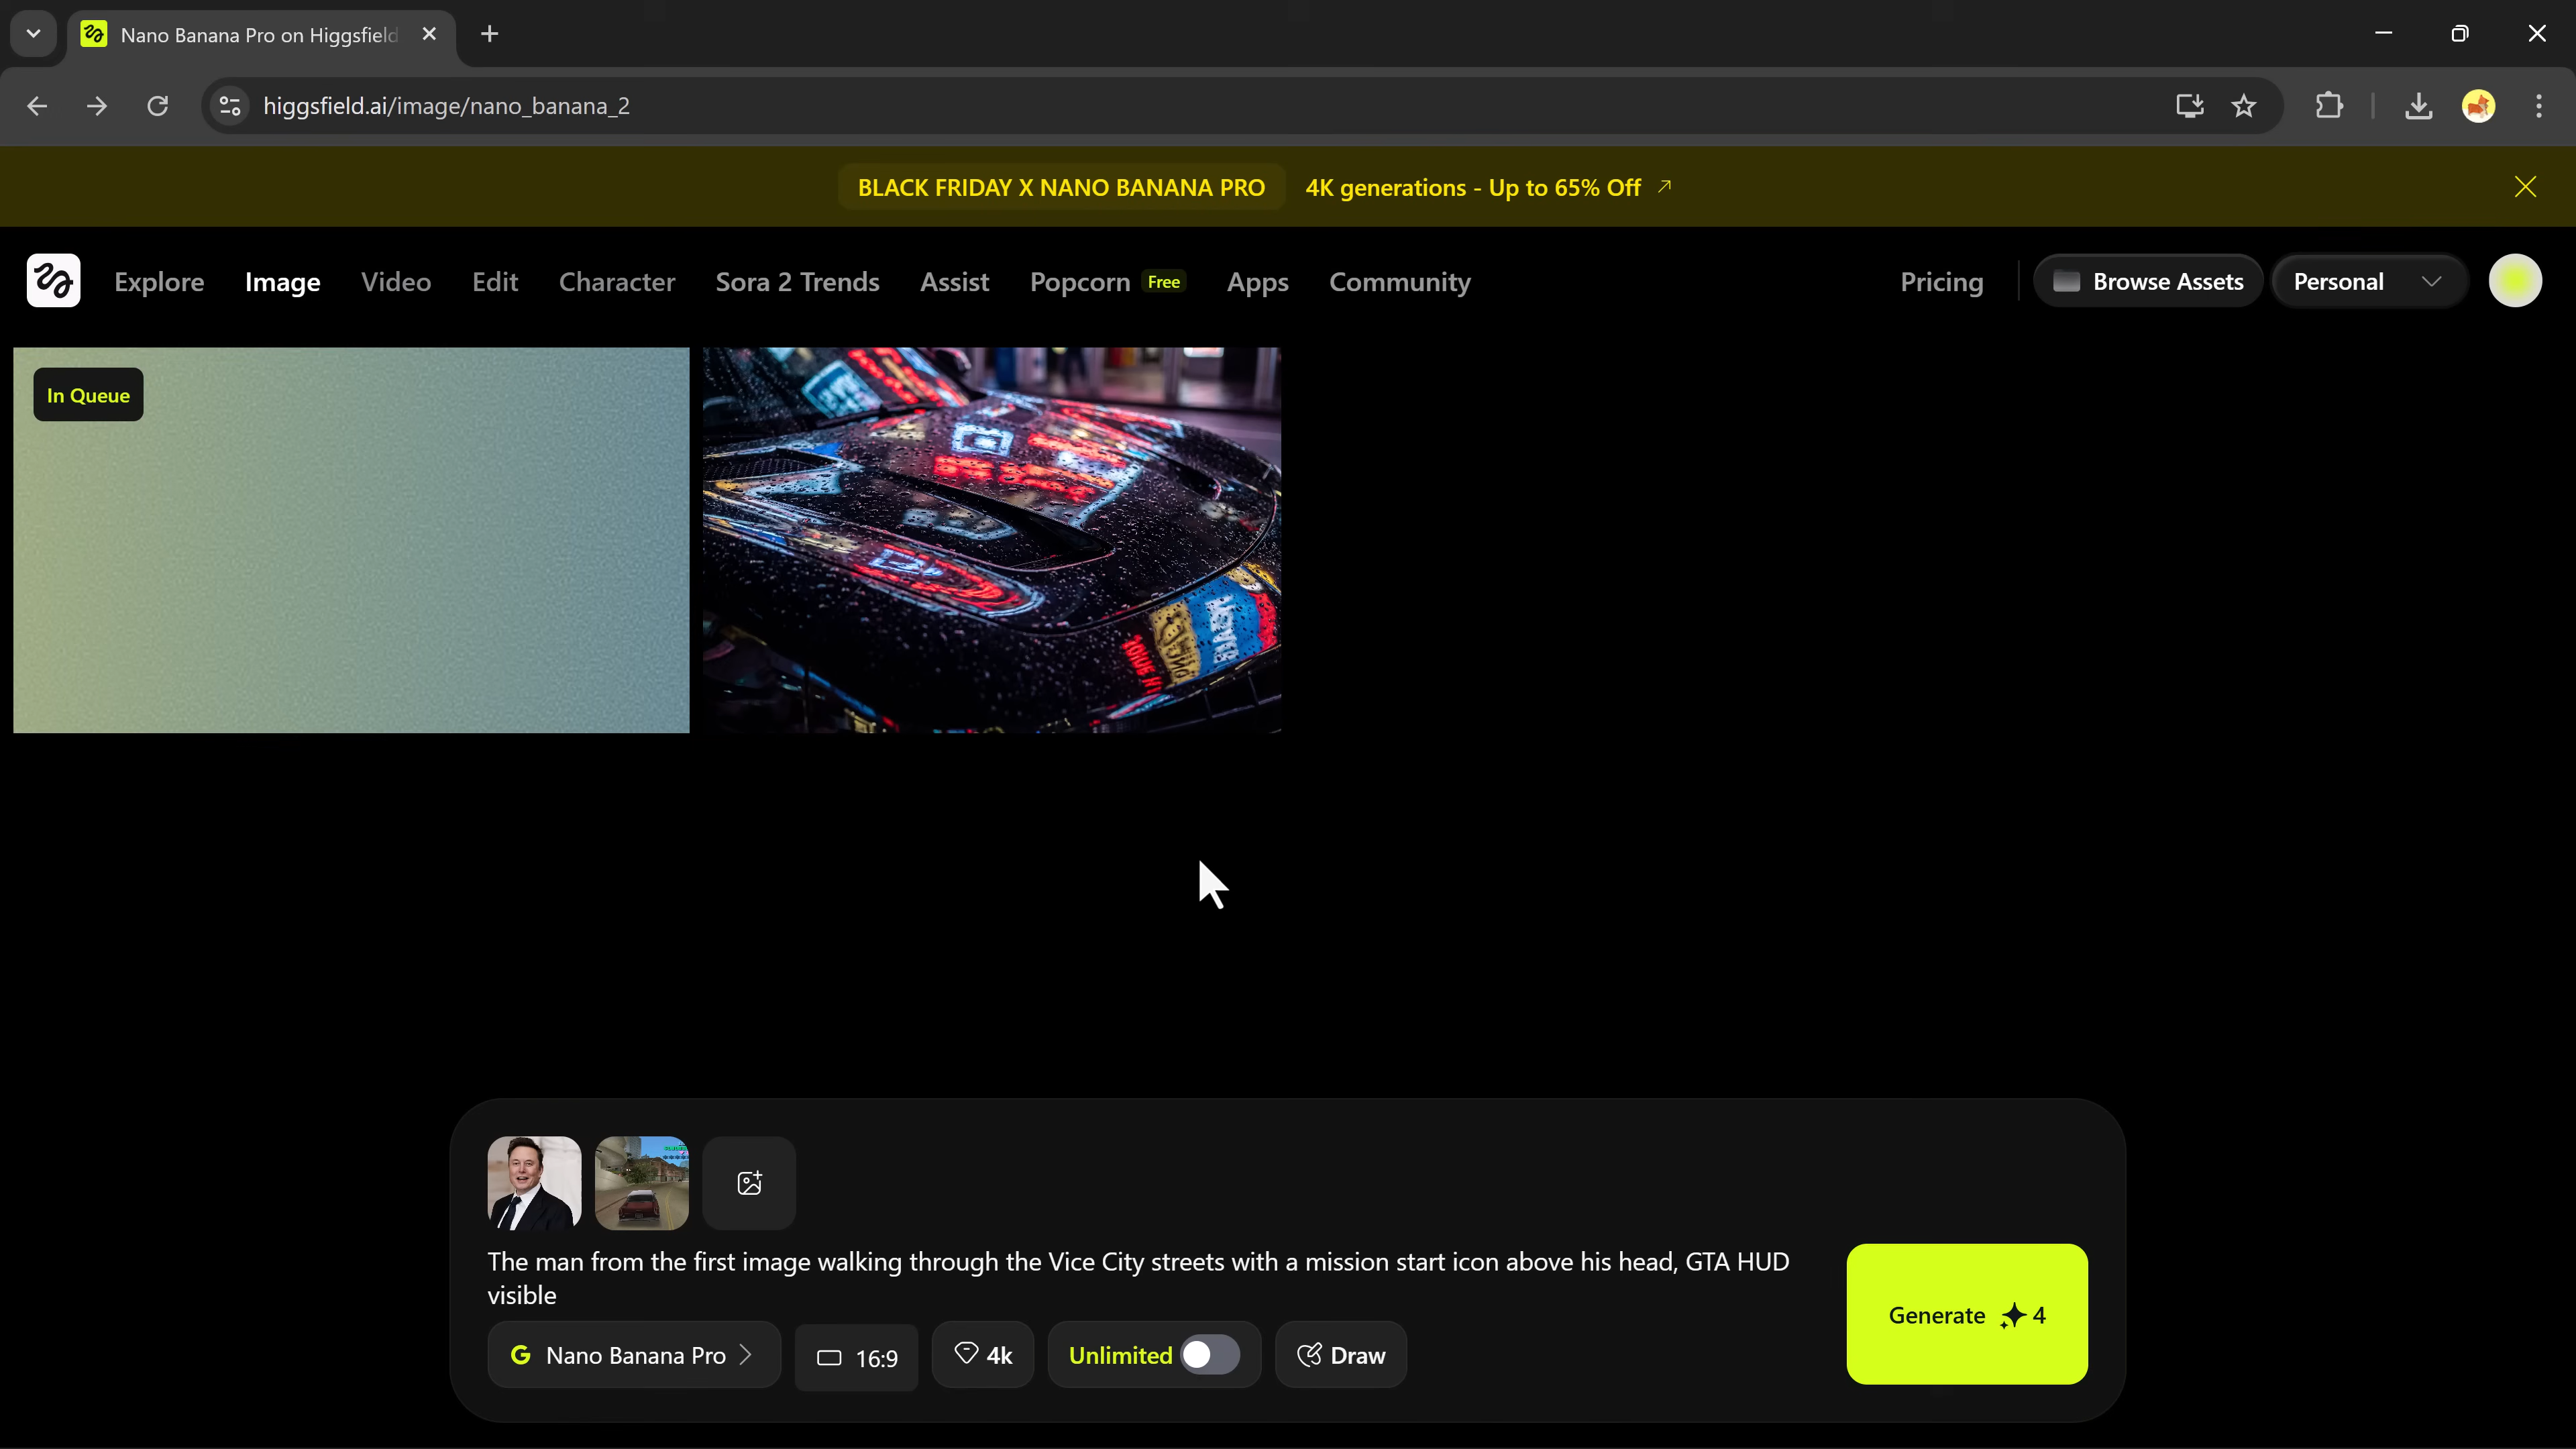 Nano Banana Pro on Higgsfield
higgsfield.ai/image/nano_banana_2
BLACK FRIDAY X NANO BANANA PRO 4K generations - Up to 65% Off
Explore Image Video Edit Character Sora 2 Trends Assist Popcorn Free Apps Community Pricing Browse Assets Personal
In Queue
The man from the first image walking through the Vice City streets with a mission start icon above his head, GTA HUD
visible
Generate 4
Nano Banana Pro 16:9 4k Unlimited Draw